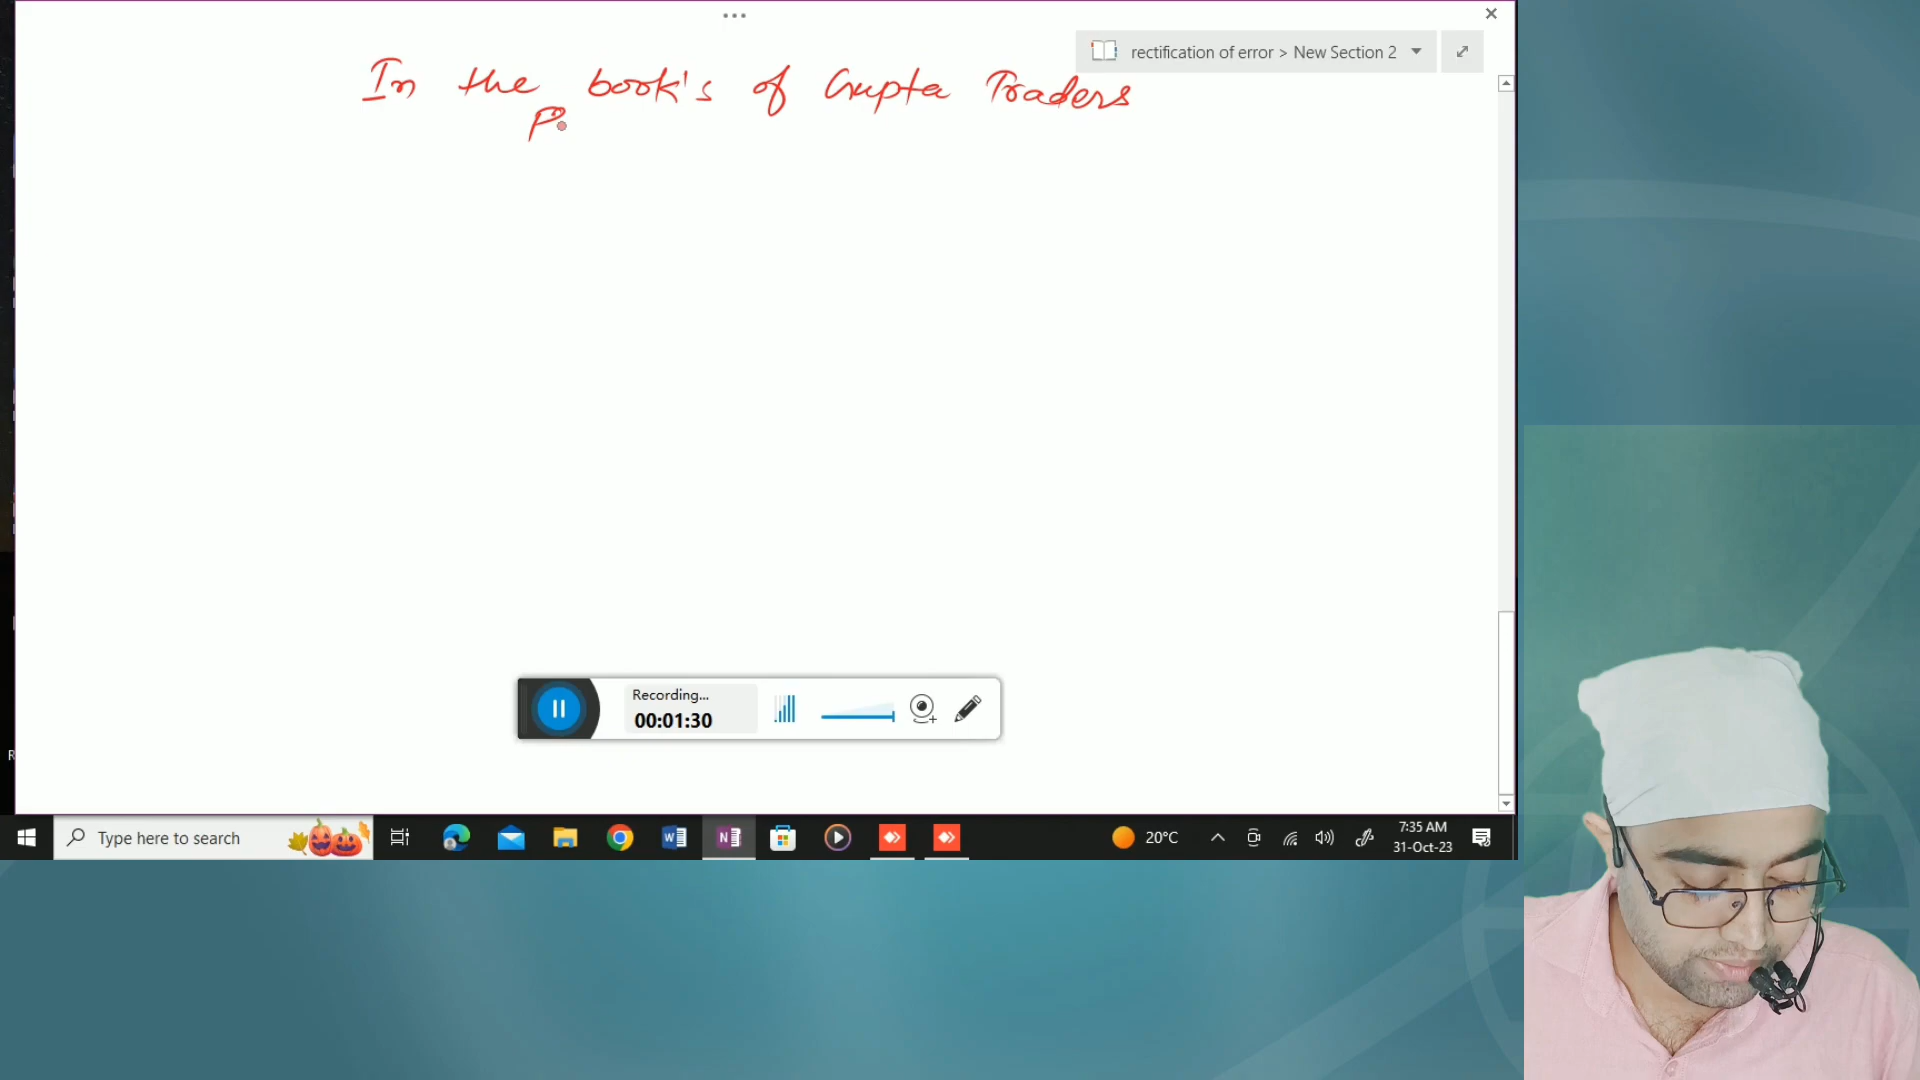 rectification of error > New Section 2
In the book's of Gupta Traders
P
Recording...
00:01:30
R
Type here to search
20°C
7:35 AM
31-Oct-23